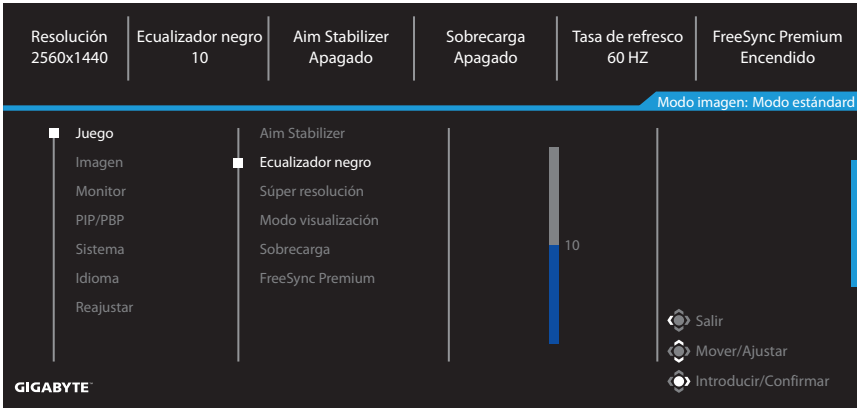 Resolución
2560x1440
Ecualizador negro
10
Aim Stabilizer
Apagado
Sobrecarga
Apagado
Tasa de refresco
60 HZ
FreeSync Premium
Encendido
Modo imagen: Modo estándard
Juego
Imagen
Monitor
PIP/PBP
Sistema
Idioma
Reajustar
Aim Stabilizer
Ecualizador negro
Súper resolución
Modo visualización
Sobrecarga
FreeSync Premium
10
Salir
Mover/Ajustar
Introducir/Confirmar
GIGABYTE™